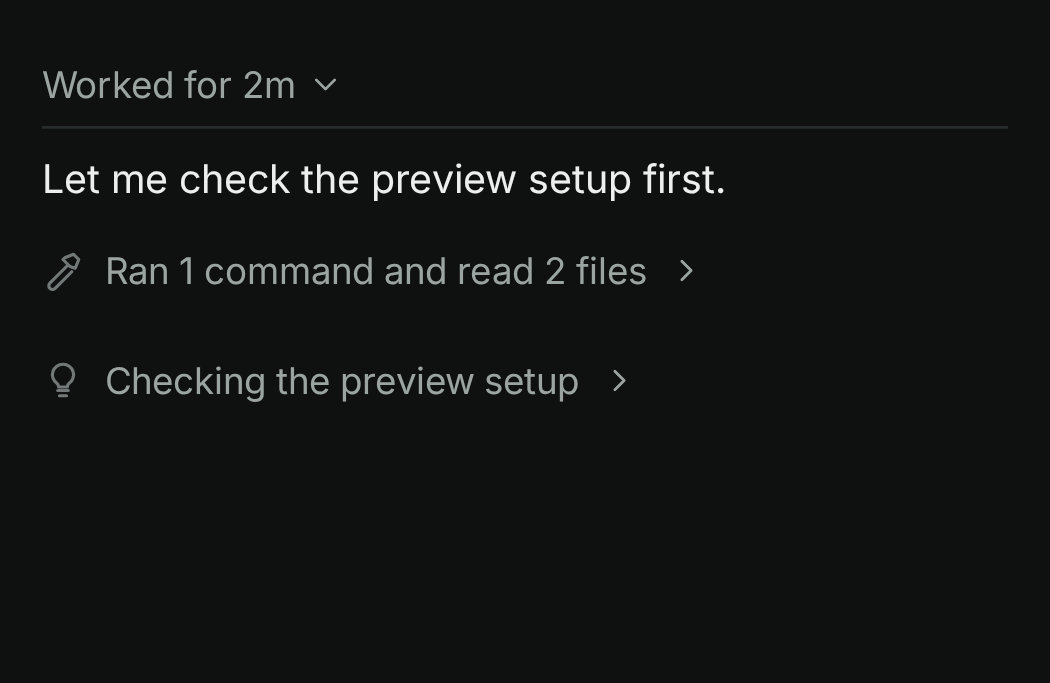 Worked for 2m
Let me check the preview setup first.
Ran 1 command and read 2 files
Checking the preview setup